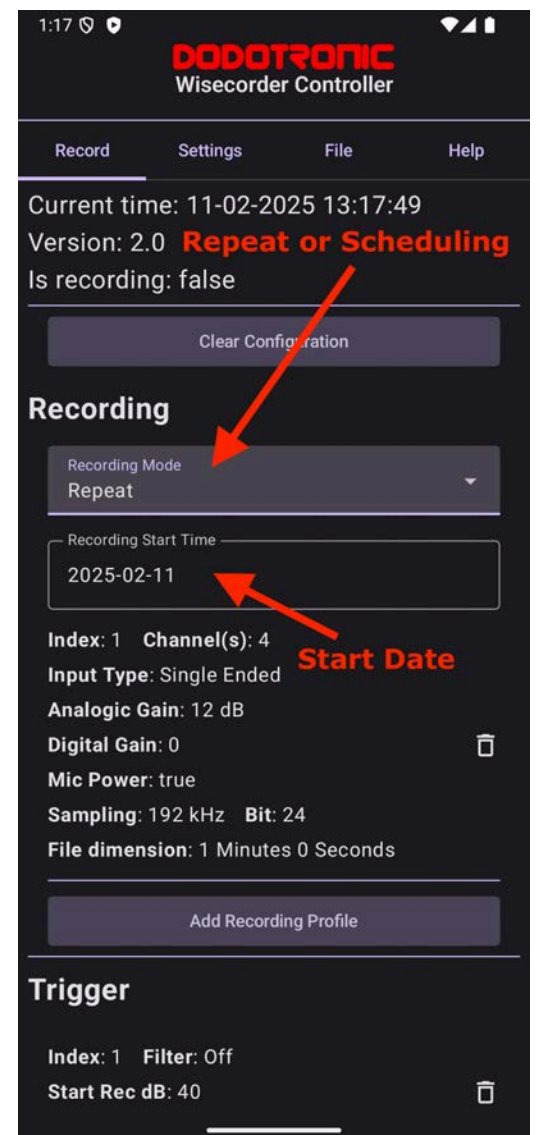 1:17
DODOTRONIC
Wisecorder Controller
Record Settings File Help
Current time: 11-02-2025 13:17:49
Version: 2.0 Repeat or Scheduling
Is recording: false
Clear Configuration
Recording
Recording Mode
Repeat
Recording Start Time
2025-02-11
Index: 1 Channel(s): 4
Start Date
Input Type: Single Ended
Analogic Gain: 12 dB
Digital Gain: 0
Mic Power: true
Sampling: 192 kHz Bit: 24
File dimension: 1 Minutes 0 Seconds
Add Recording Profile
Trigger
Index: 1 Filter: Off
Start Rec dB: 40